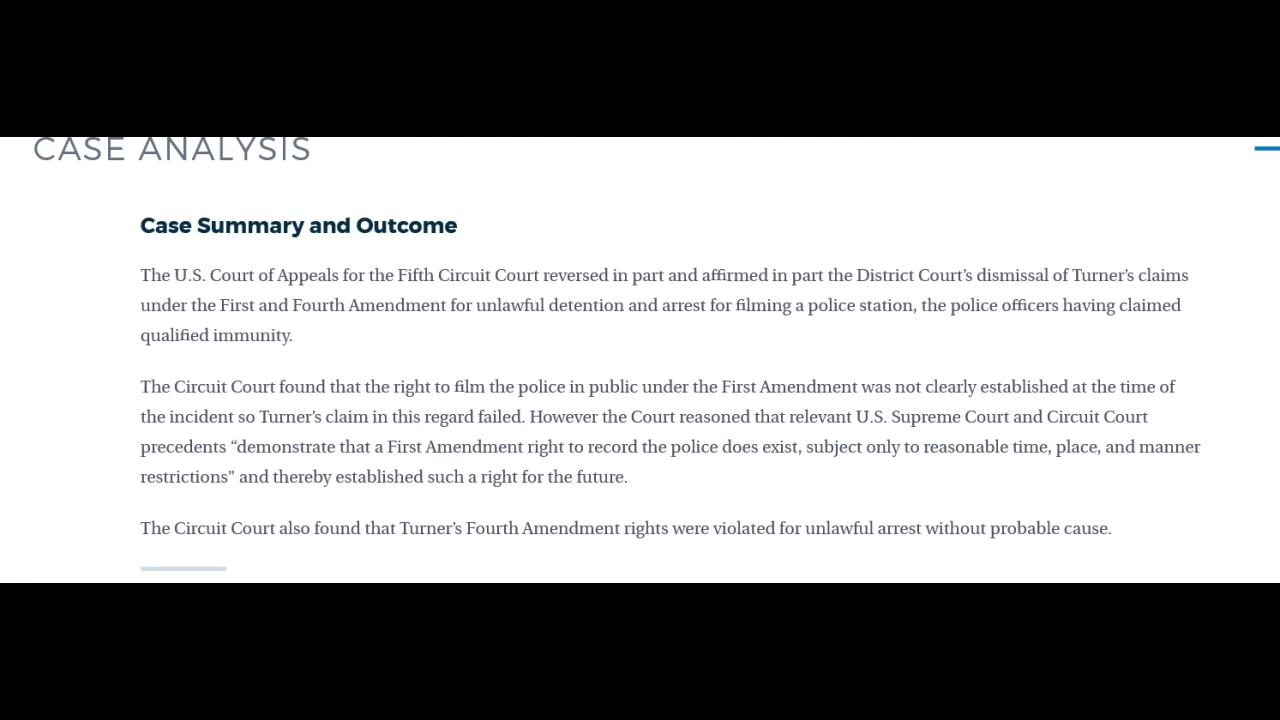 CASE ANALYSIS
Case Summary and Outcome
The U.S. Court of Appeals for the Fifth Circuit Court reversed in part and affirmed in part the District Court’s dismissal of Turner’s claims
under the First and Fourth Amendment for unlawful detention and arrest for filming a police station, the police officers having claimed
qualified immunity.
The Circuit Court found that the right to film the police in public under the First Amendment was not clearly established at the time of
the incident so Turner’s claim in this regard failed. However the Court reasoned that relevant U.S. Supreme Court and Circuit Court
precedents “demonstrate that a First Amendment right to record the police does exist, subject only to reasonable time, place, and manner
restrictions” and thereby established such a right for the future.
The Circuit Court also found that Turner’s Fourth Amendment rights were violated for unlawful arrest without probable cause.